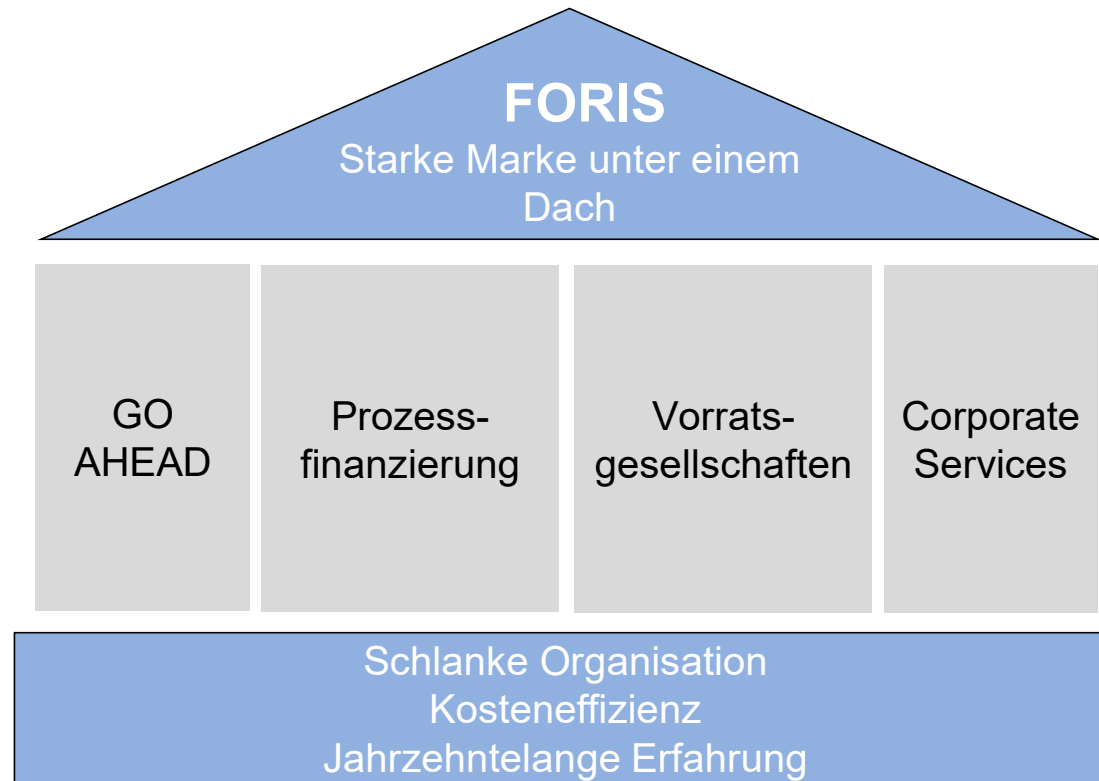 FORIS
Starke Marke unter einem
Dach
GO
AHEAD
Prozess-
finanzierung
Vorrats-
gesellschaften
Corporate
Services
Schlanke Organisation
Kosteneffizienz
Jahrzehntelange Erfahrung